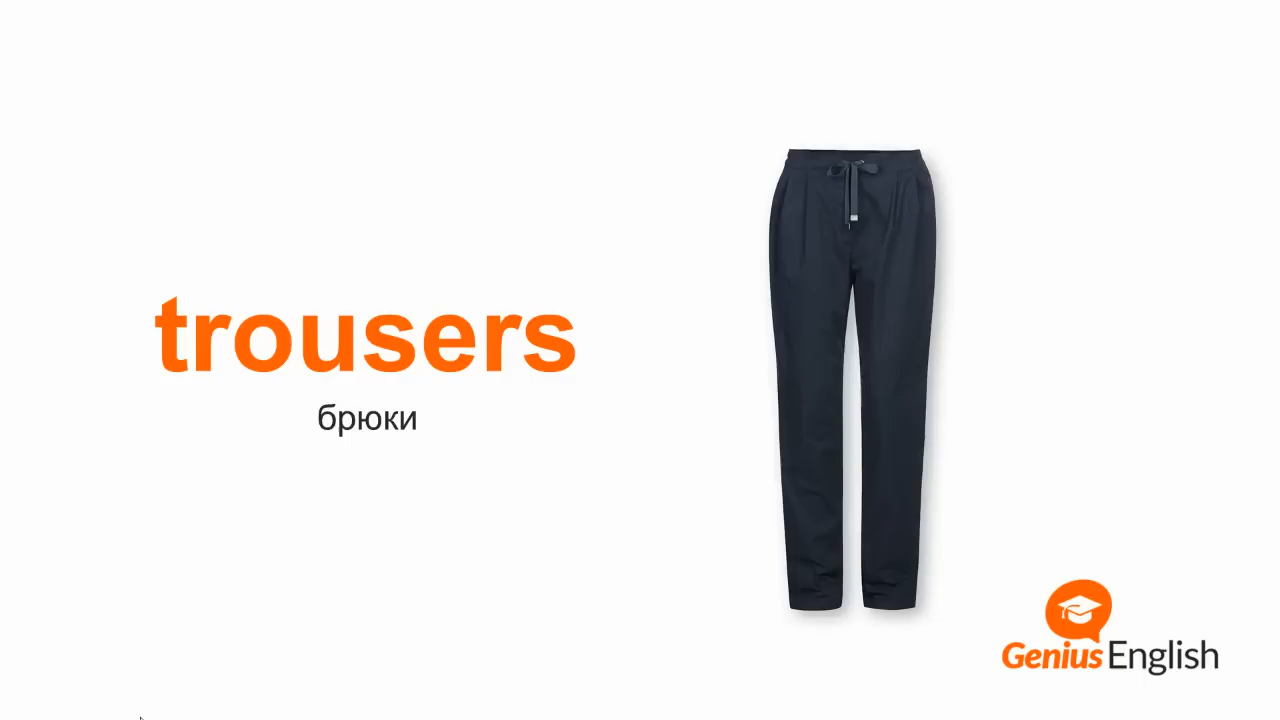 trousers
брюки
Genius English